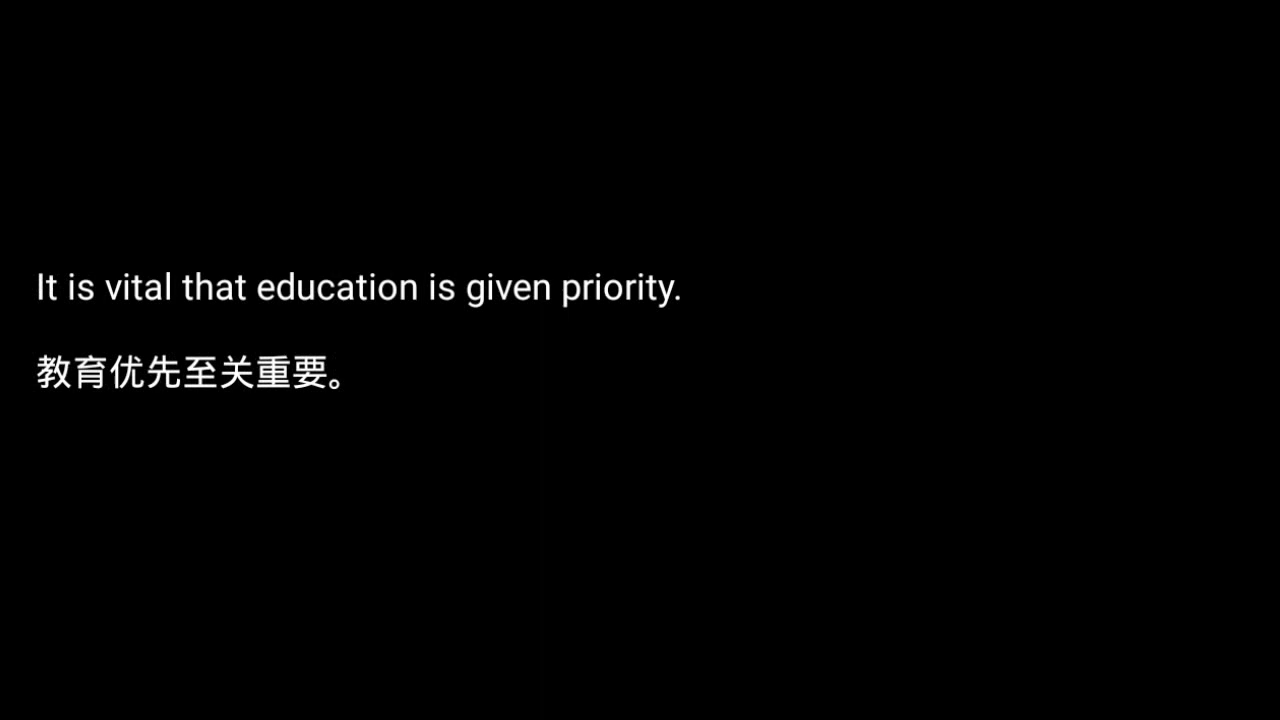 It is vital that education is given priority.
教育优先至关重要。